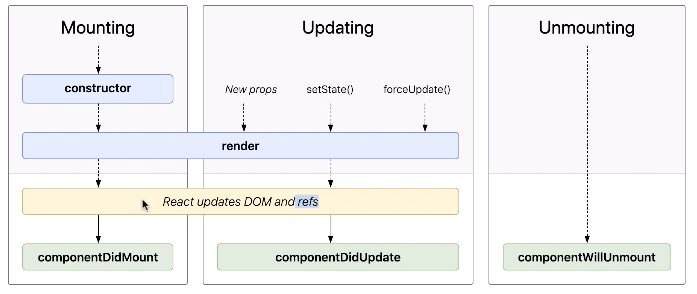 Mounting
Updating
Unmounting
constructor
New props
setState()
forceUpdate()
render
React updates DOM and refs
componentDidMount
componentDidUpdate
componentWillUnmount